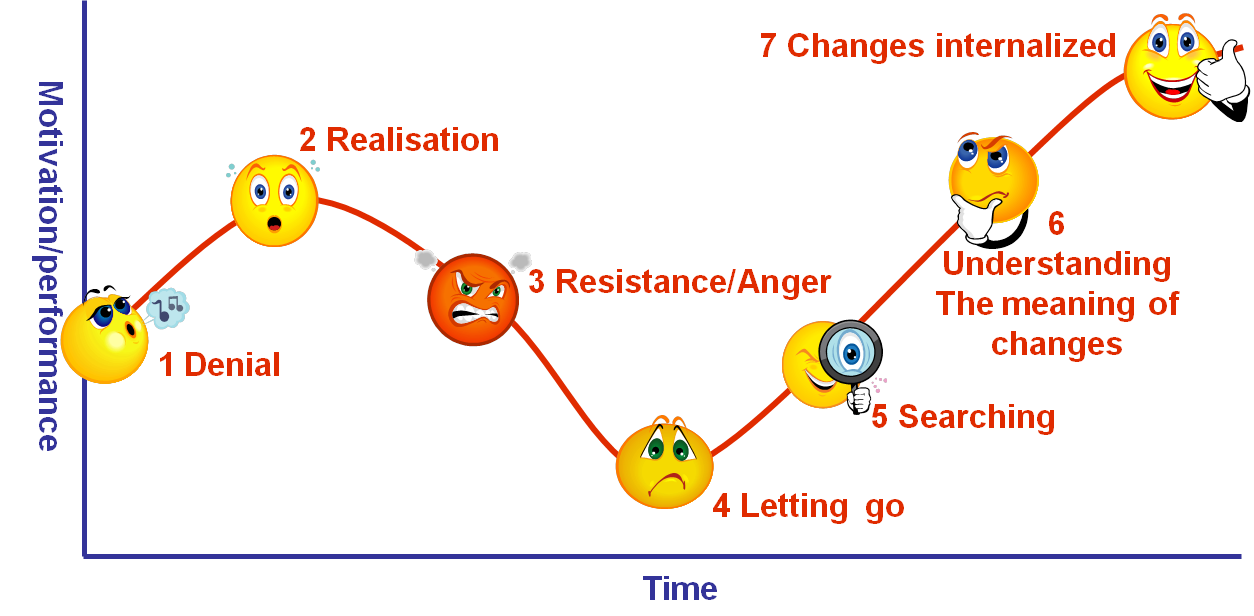 7 Changes internalized
2 Realisation
Motivation/performance
6
Understanding
The meaning of
changes
3 Resistance/Anger
1 Denial
5 Searching
4 Letting go
Time